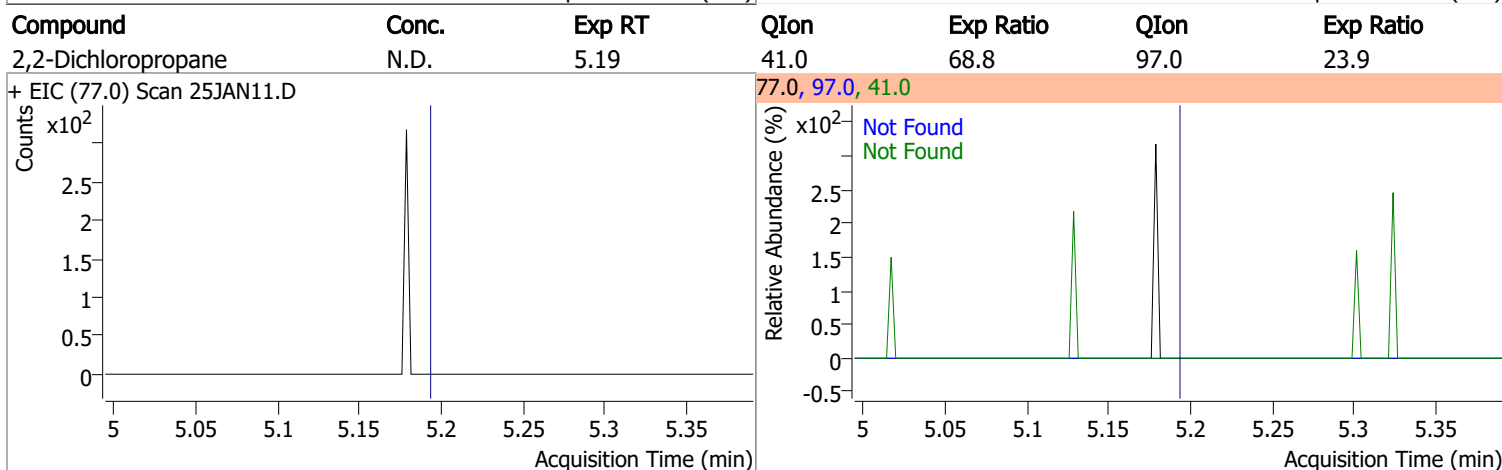 Compound Conc. Exp RT QIon Exp Ratio QIon Exp Ratio
2,2-Dichloropropane N.D. 5.19 41.0 68.8 97.0 23.9
+ EIC (77.0) Scan 25JAN11.D
Counts
x10²
2.5
2
1.5
1
0.5
0
5 5.05 5.1 5.15 5.2 5.25 5.3 5.35
Acquisition Time (min)
77.0, 97.0, 41.0
Relative Abundance (%)
x10²
Not Found
Not Found
2.5
2
1.5
1
0.5
0
-0.5
5 5.05 5.1 5.15 5.2 5.25 5.3 5.35
Acquisition Time (min)